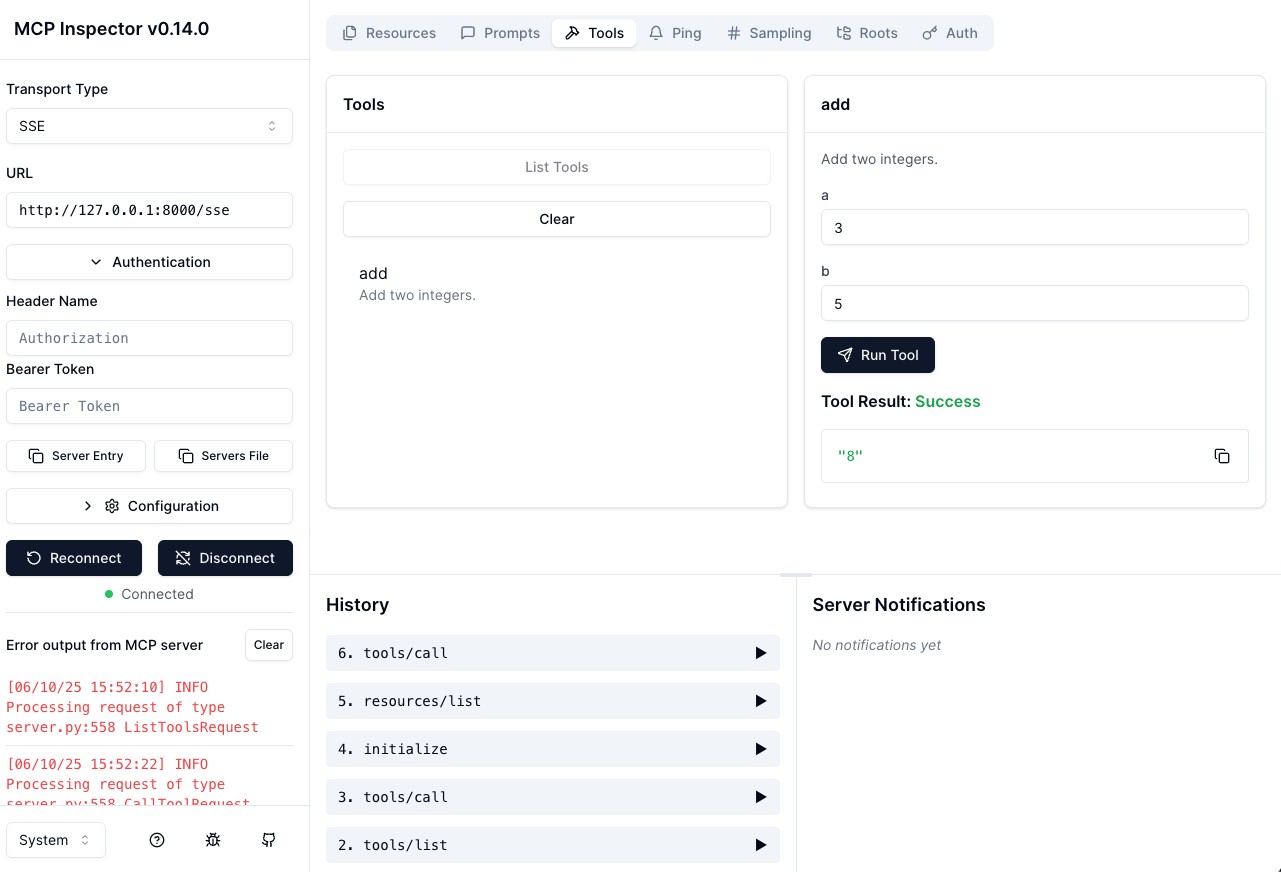 MCP Inspector v0.14.0
Transport Type
SSE
URL
http://127.0.0.1:8000/sse
Authentication
Header Name
Authorization
Bearer Token
Bearer Token
Server Entry
Servers File
Configuration
Reconnect
Disconnect
Connected
Error output from MCP server
Clear
[06/10/25 15:52:10] INFO
Processing request of type
server.py:558 ListToolsRequest
[06/10/25 15:52:22] INFO
Processing request of type
server.py:558 CallToolRequest
System
Resources
Prompts
Tools
Ping
Sampling
Roots
Auth
Tools
List Tools
Clear
add
Add two integers.
add
Add two integers.
a
3
b
5
Run Tool
Tool Result: Success
"8"
History
6. tools/call
5. resources/list
4. initialize
3. tools/call
2. tools/list
Server Notifications
No notifications yet